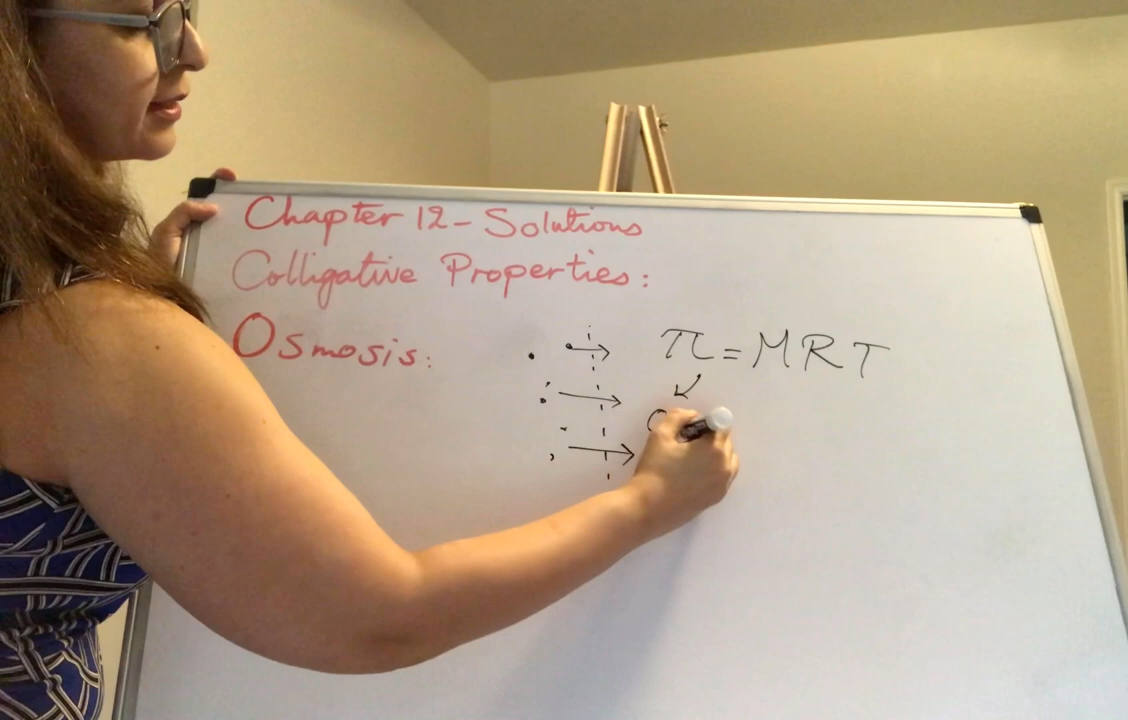 Chapter 12 - Solutions
Colligative Properties:
Osmosis:
π = MRT